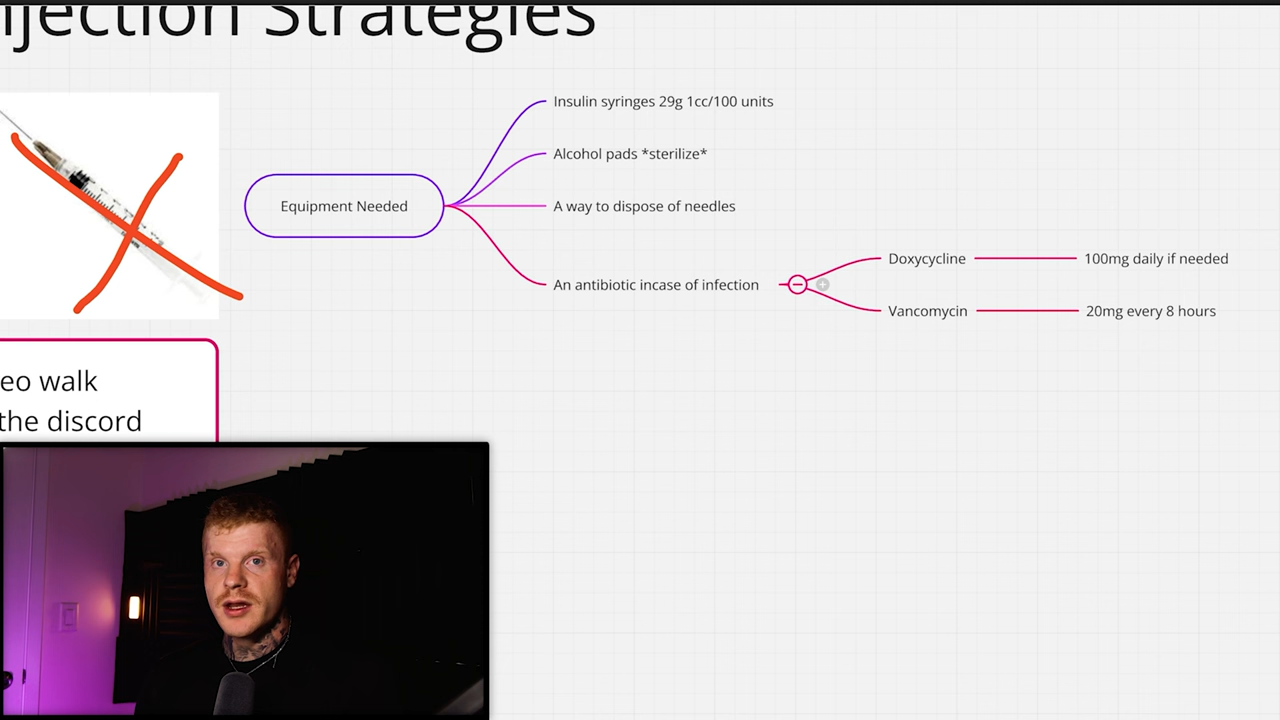 njection Strategies
Equipment Needed
Insulin syringes 29g 1cc/100 units
Alcohol pads *sterilize*
A way to dispose of needles
An antibiotic incase of infection
Doxycycline
100mg daily if needed
Vancomycin
20mg every 8 hours
eo walk
the discord